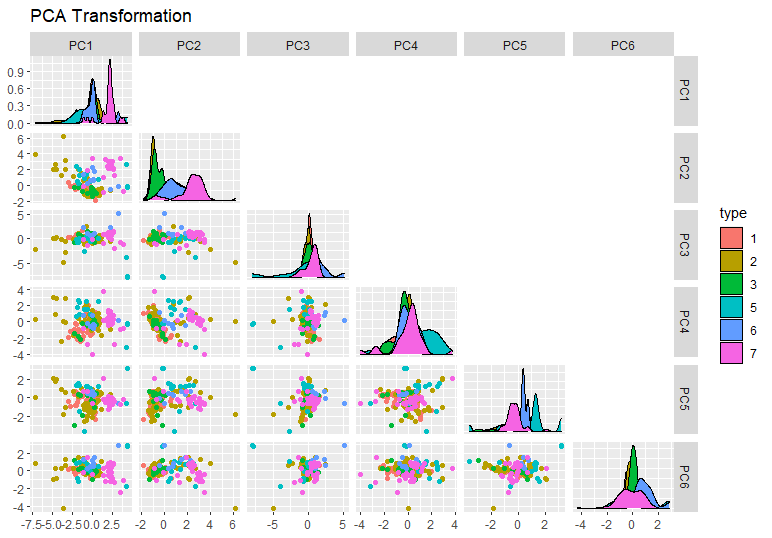 PCA Transformation
PC1 PC2 PC3 PC4 PC5 PC6
0.9
0.6
0.3
0.0
PC1
6
4
2
0
-2
PC2
5
0
-5
PC3
4
2
0
-2
-4
PC4
2
0
-2
PC5
2
0
-2
-4
PC6
-7.5 -5.0 -2.5 0.0 2.5
-2 0 2 4 6
-5 0 5
-4 -2 0 2 4
-2 0 2
-4 -2 0 2
type
1
2
3
5
6
7